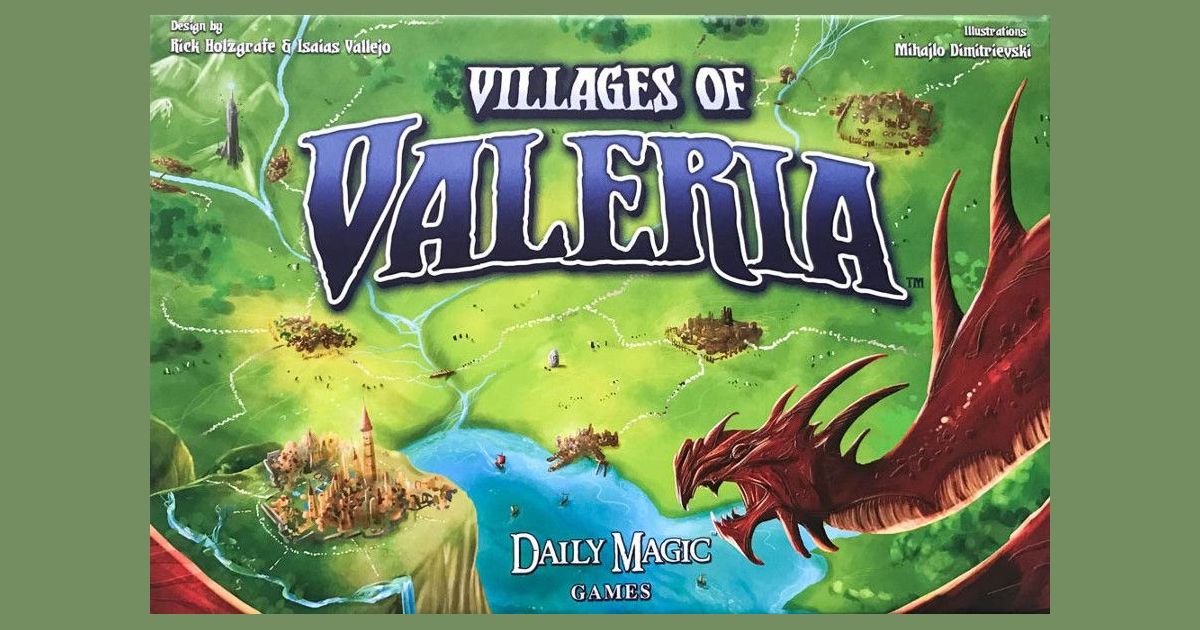 Design by
Rick Holzgrafe & Isaias Vallejo
Illustrations
Mihajlo Dimitrievski
VILLAGES OF
VALERIA
TM
DAILY MAGIC
GAMES